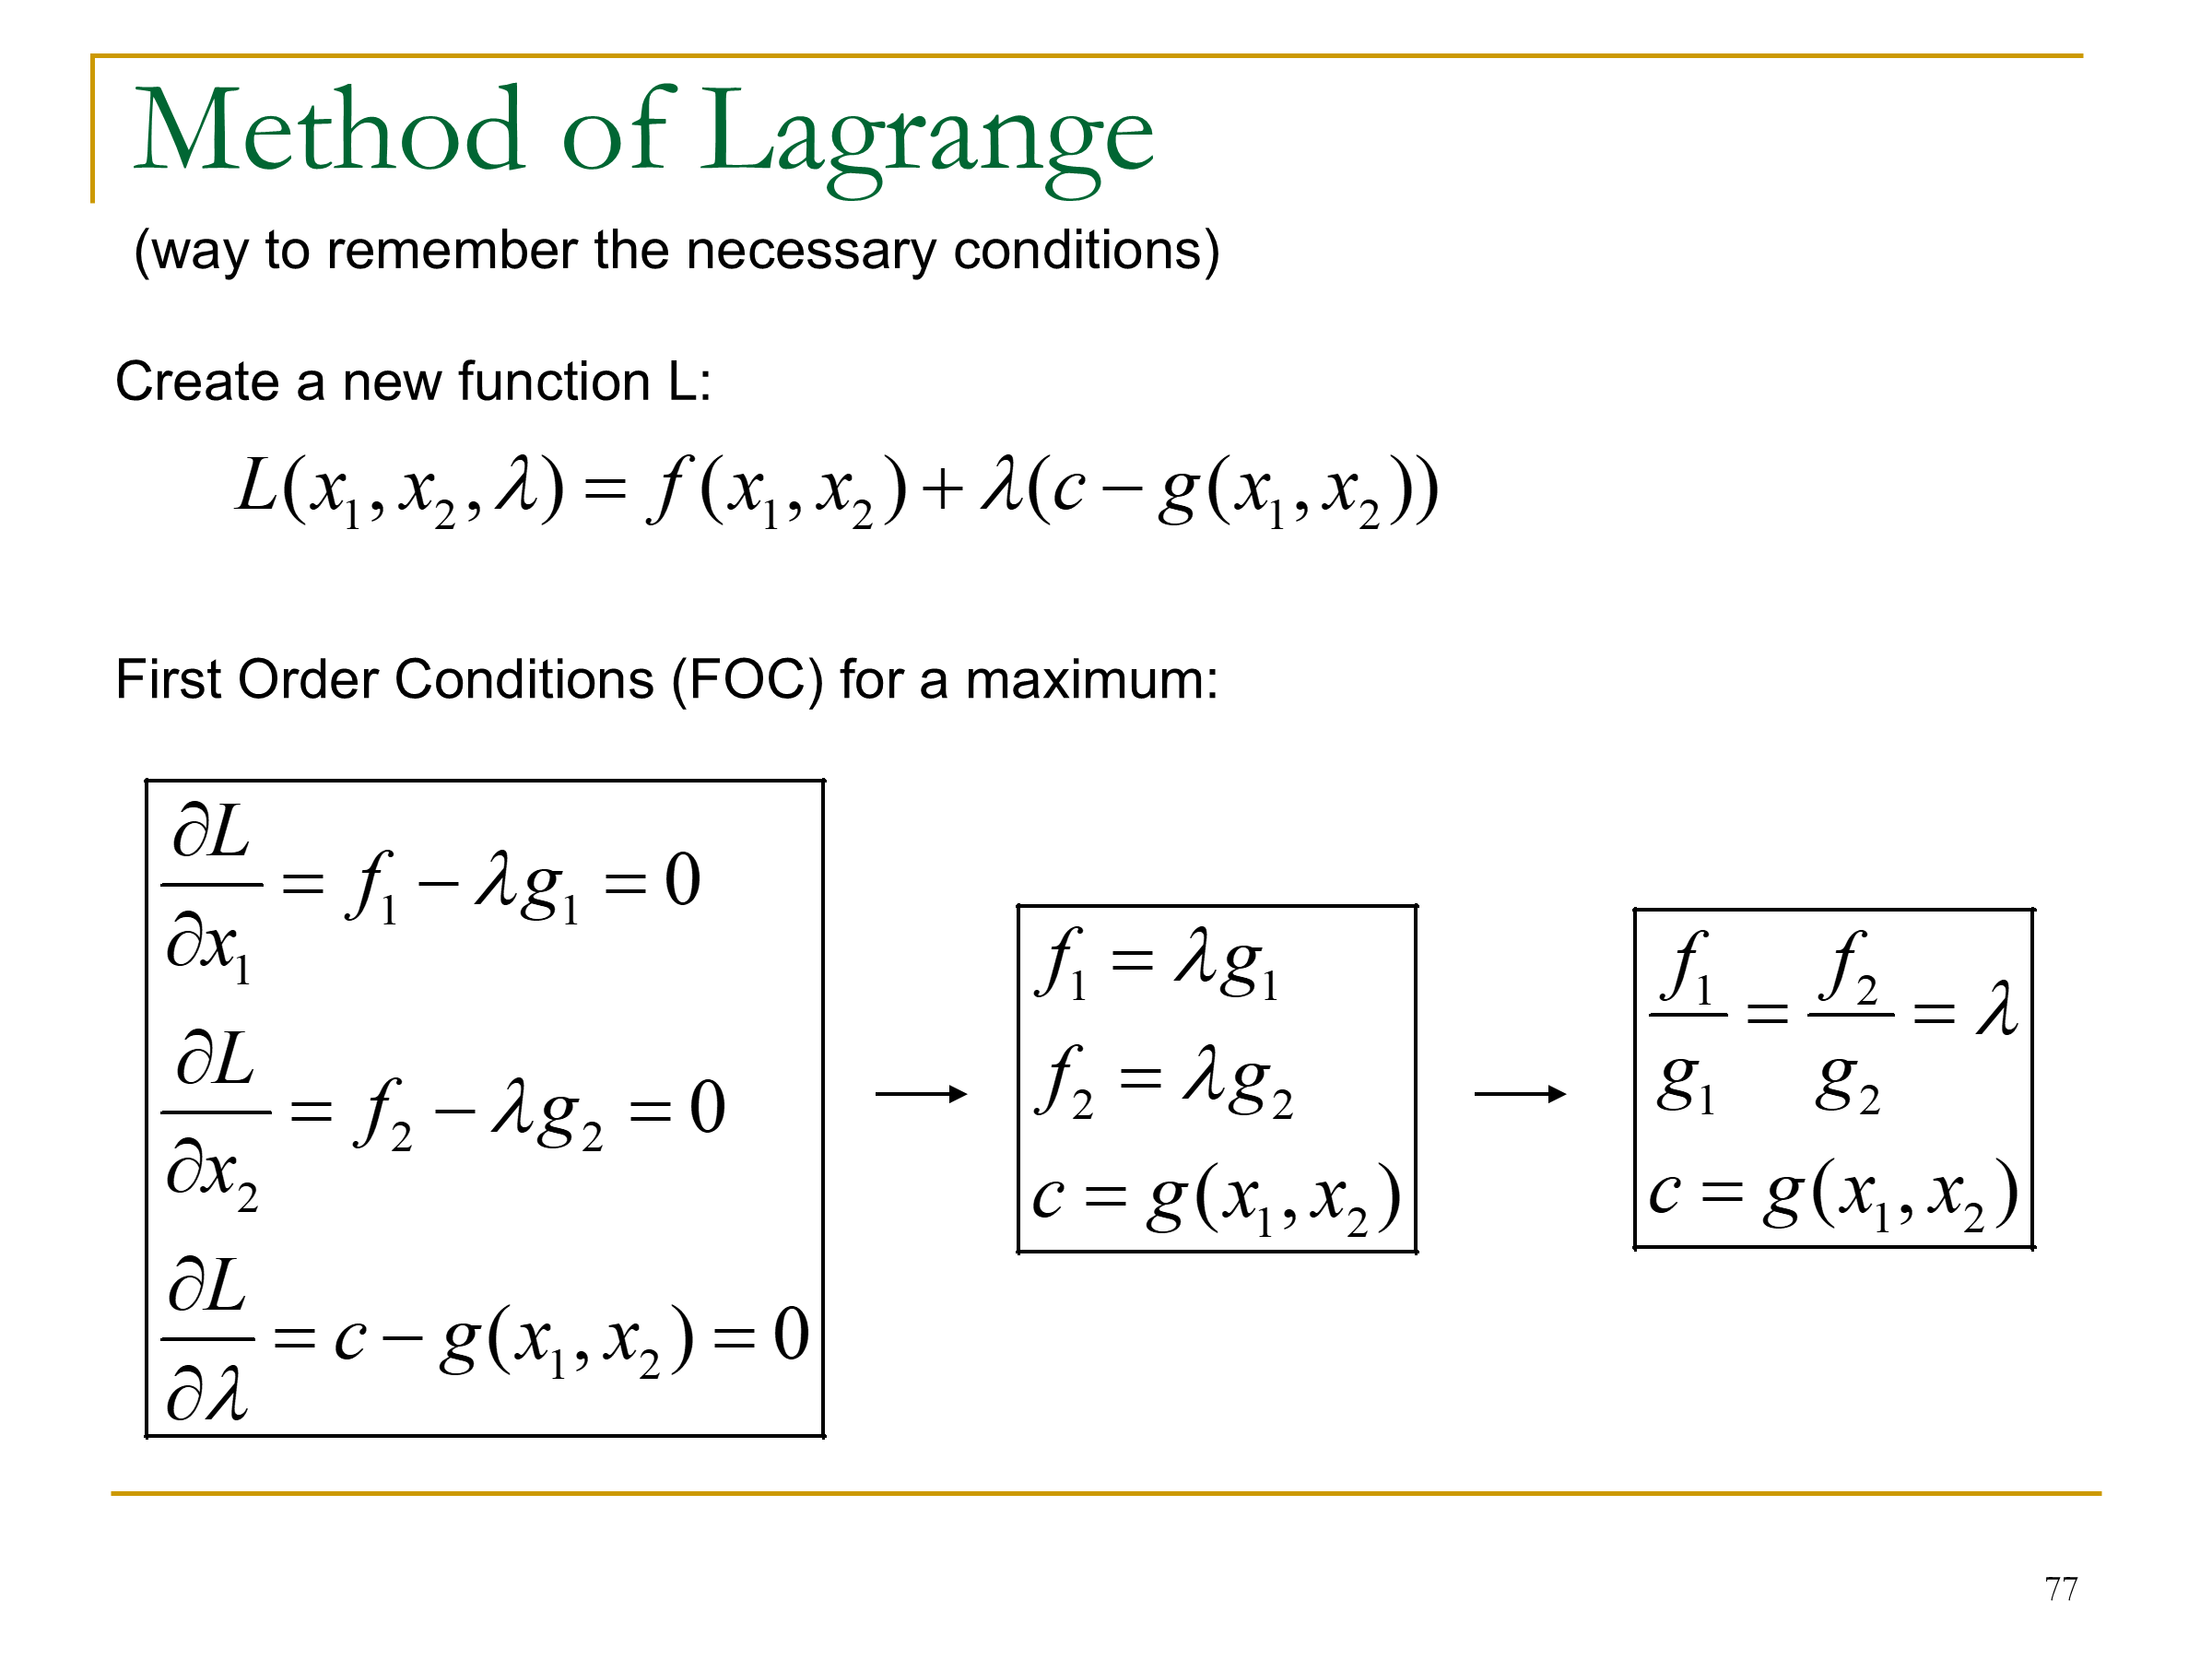 Method of Lagrange
(way to remember the necessary conditions)
Create a new function L:
L(x₁, x₂, λ) = f(x₁, x₂) + λ(c − g(x₁, x₂))
First Order Conditions (FOC) for a maximum:
∂L/∂x₁ = f₁ − λg₁ = 0
∂L/∂x₂ = f₂ − λg₂ = 0
∂L/∂λ = c − g(x₁, x₂) = 0
→
f₁ = λg₁
f₂ = λg₂
c = g(x₁, x₂)
→
f₁/g₁ = f₂/g₂ = λ
c = g(x₁, x₂)
77